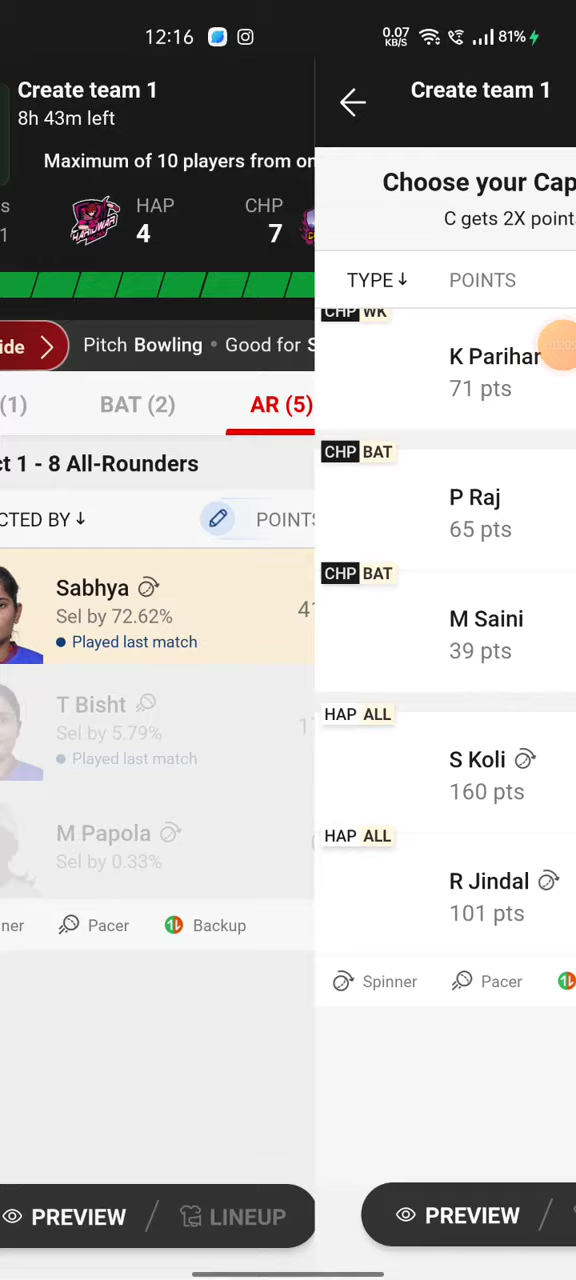 12:16
0.07
KB/S
81%
Create team 1
8h 43m left
Maximum of 10 players from on
s
1
HAP
4
CHP
7
ide
Pitch Bowling • Good for S
(1)
BAT (2)
AR (5)
ct 1 - 8 All-Rounders
CTED BY
POINTS
Sabhya
Sel by 72.62%
Played last match
41
T Bisht
Sel by 5.79%
Played last match
M Papola
Sel by 0.33%
ner
Pacer
Backup
PREVIEW
LINEUP
Create team 1
Choose your Cap
C gets 2X points
TYPE
POINTS
CHP WK
K Parihar
71 pts
CHP BAT
P Raj
65 pts
CHP BAT
M Saini
39 pts
HAP ALL
S Koli
160 pts
HAP ALL
R Jindal
101 pts
Spinner
Pacer
PREVIEW